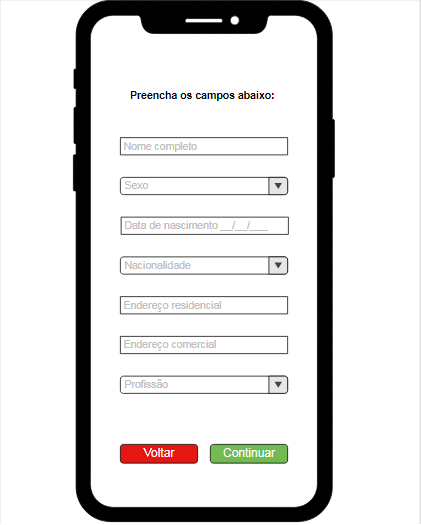 Preencha os campos abaixo:
Nome completo
Sexo
Data de nascimento __/__/___
Nacionalidade
Endereço residencial
Endereço comercial
Profissão
Voltar Continuar